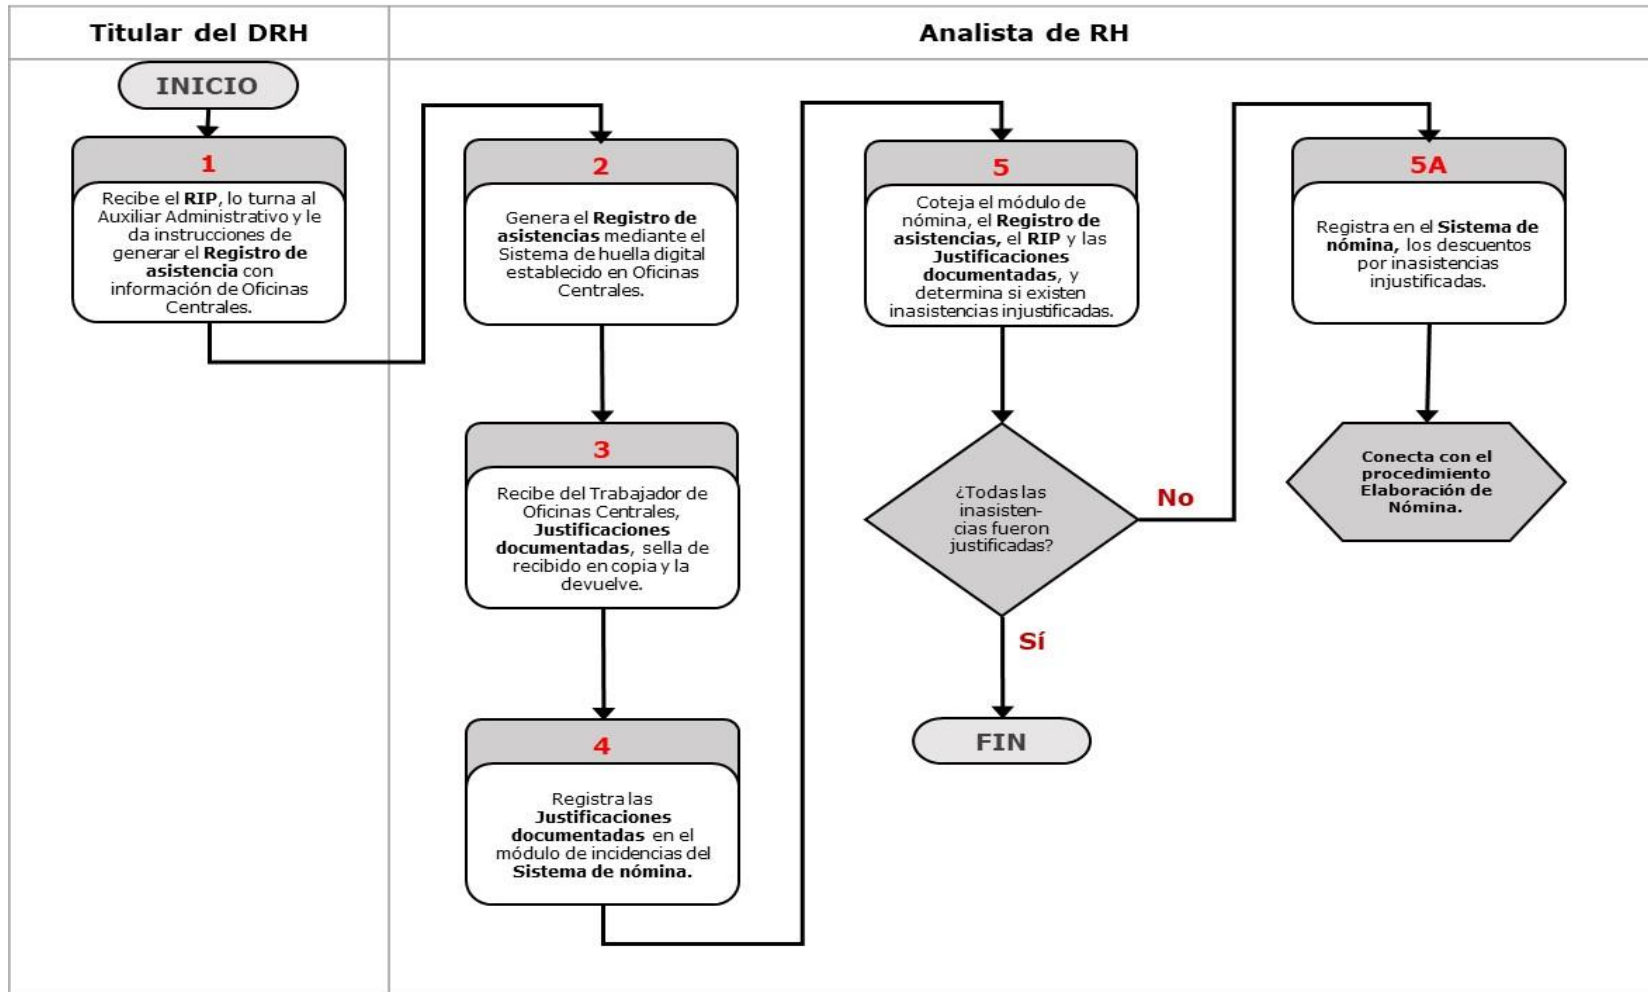 Titular del DRH
Analista de RH
INICIO
1
Recibe el RIP, lo turna al
Auxiliar Administrativo y le
da instrucciones de
generar el Registro de
asistencia con
información de Oficinas
Centrales.
2
Genera el Registro de
asistencias mediante el
Sistema de huella digital
establecido en Oficinas
Centrales.
3
Recibe del Trabajador de
Oficinas Centrales,
Justificaciones
documentadas, sella de
recibido en copia y la
devuelve.
4
Registra las
Justificaciones
documentadas en el
módulo de incidencias del
Sistema de nómina.
5
Coteja el módulo de
nómina, el Registro de
asistencias, el RIP y las
Justificaciones
documentadas, y
determina si existen
inasistencias injustificadas.
¿Todas las
inasisten-
cias fueron
justificadas?
No
Sí
FIN
5A
Registra en el Sistema de
nómina, los descuentos
por inasistencias
injustificadas.
Conecta con el
procedimiento
Elaboración de
Nómina.